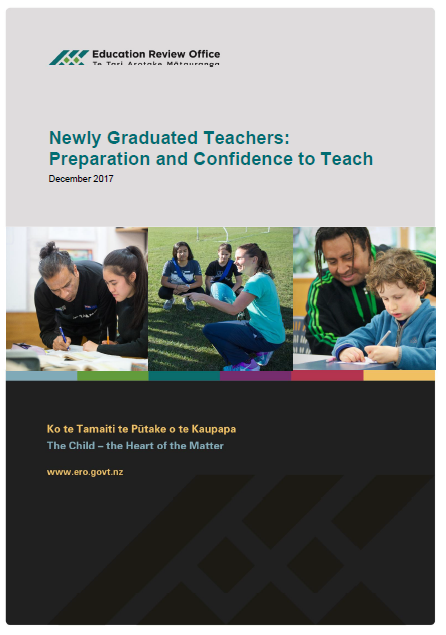 Education Review Office
Te Tari Arotake Mātauranga
Newly Graduated Teachers:
Preparation and Confidence to Teach
December 2017
Ko te Tamaiti te Pūtake o te Kaupapa
The Child – the Heart of the Matter
www.ero.govt.nz